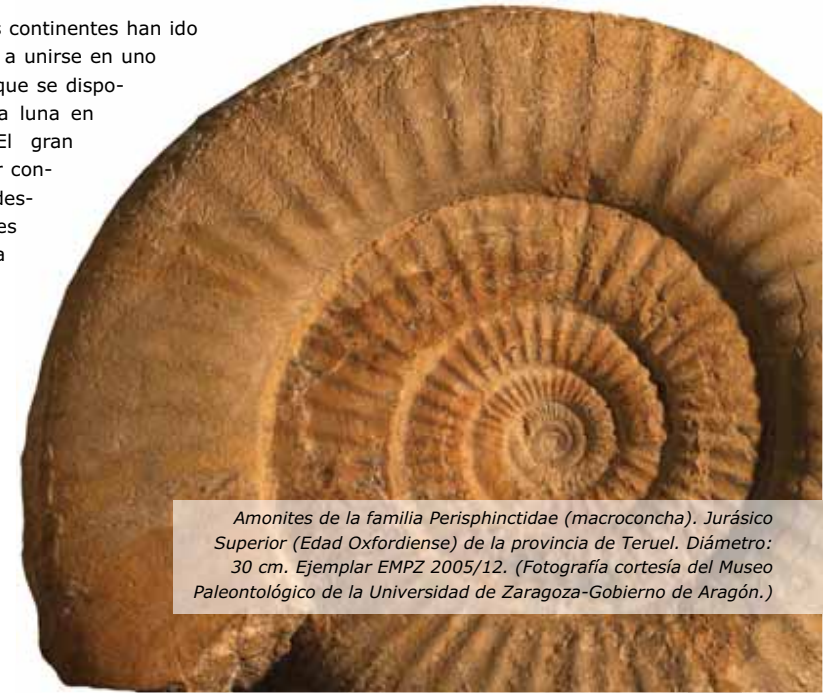 s continentes han ido
a unirse en uno
que se dispo-
a luna en
El gran
r con-
des-
es
a
Amonites de la familia Perisphinctidae (macroconcha). Jurásico
Superior (Edad Oxfordiense) de la provincia de Teruel. Diámetro:
30 cm. Ejemplar EMPZ 2005/12. (Fotografía cortesía del Museo
Paleontológico de la Universidad de Zaragoza-Gobierno de Aragón.)